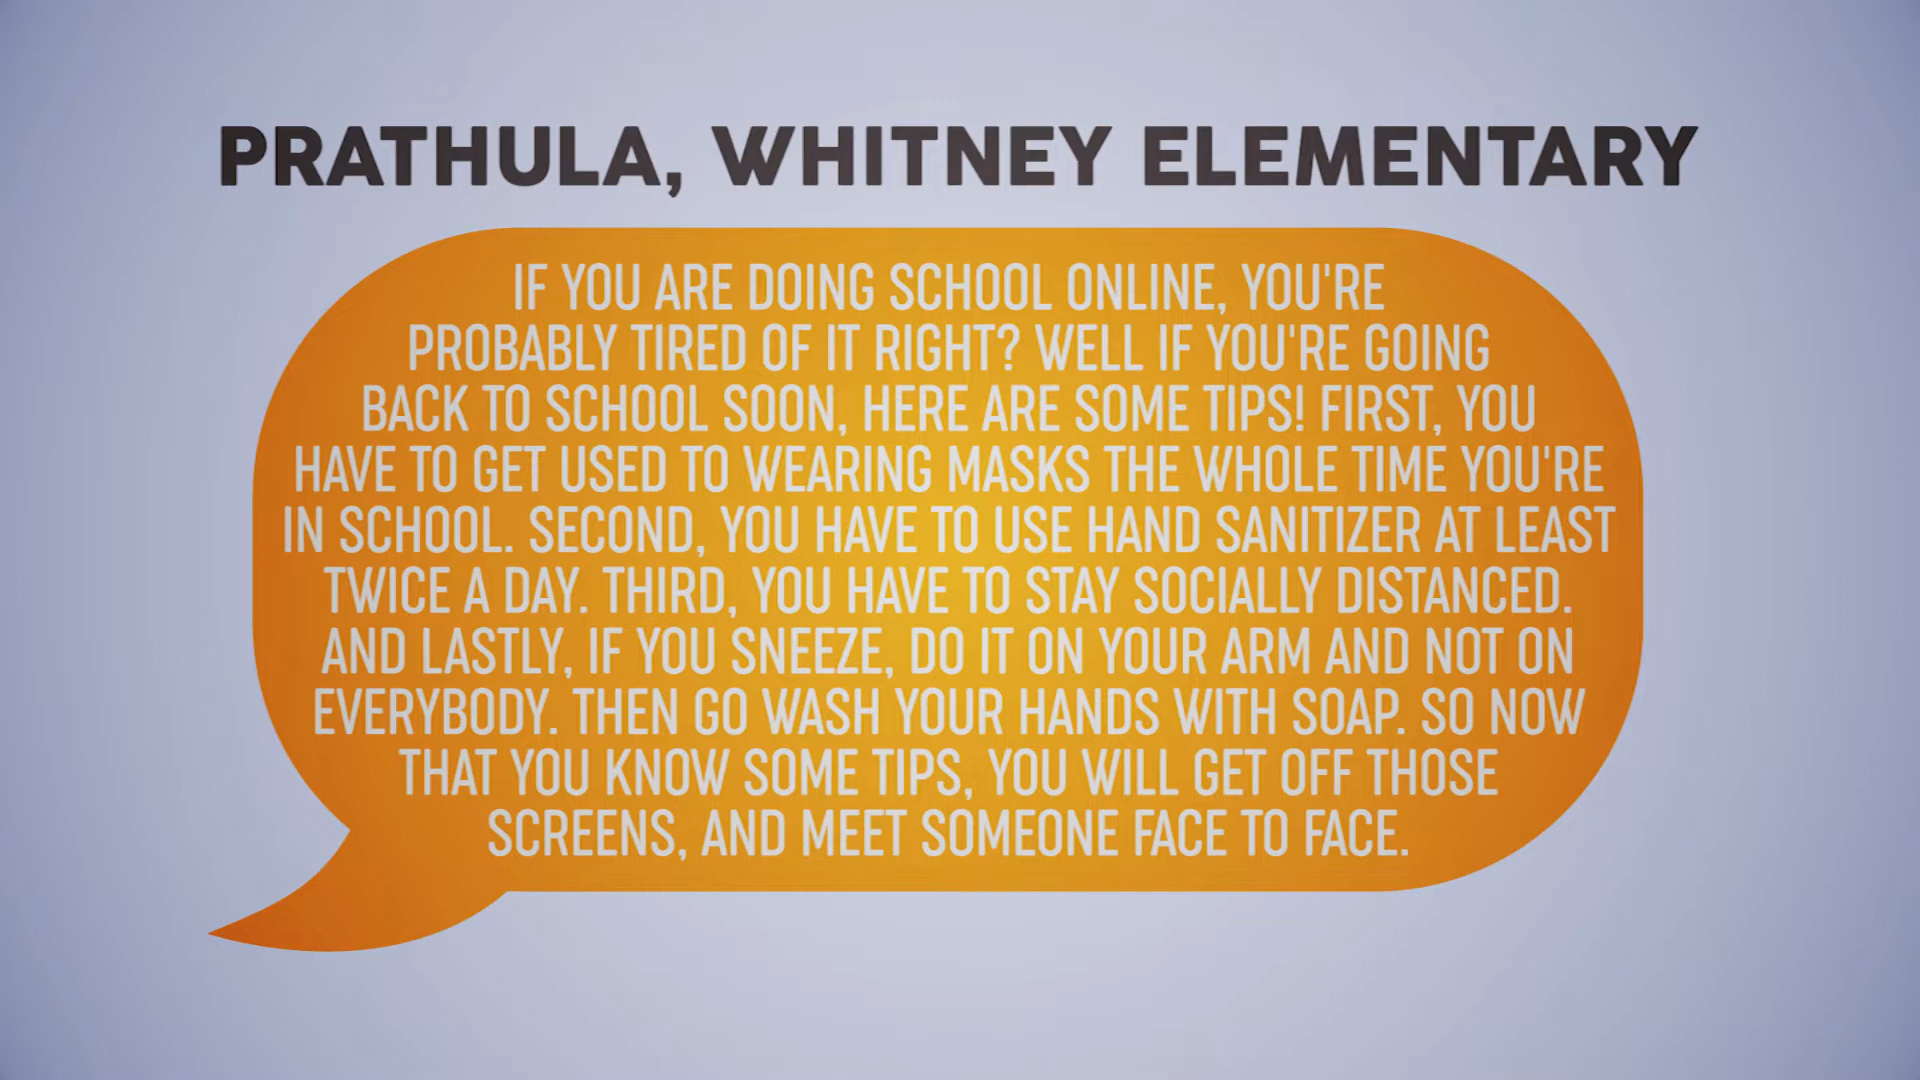 PRATHULA, WHITNEY ELEMENTARY
IF YOU ARE DOING SCHOOL ONLINE, YOU'RE
PROBABLY TIRED OF IT RIGHT? WELL IF YOU'RE GOING
BACK TO SCHOOL SOON, HERE ARE SOME TIPS! FIRST, YOU
HAVE TO GET USED TO WEARING MASKS THE WHOLE TIME YOU'RE
IN SCHOOL. SECOND, YOU HAVE TO USE HAND SANITIZER AT LEAST
TWICE A DAY. THIRD, YOU HAVE TO STAY SOCIALLY DISTANCED.
AND LASTLY, IF YOU SNEEZE, DO IT ON YOUR ARM AND NOT ON
EVERYBODY. THEN GO WASH YOUR HANDS WITH SOAP. SO NOW
THAT YOU KNOW SOME TIPS, YOU WILL GET OFF THOSE
SCREENS, AND MEET SOMEONE FACE TO FACE.